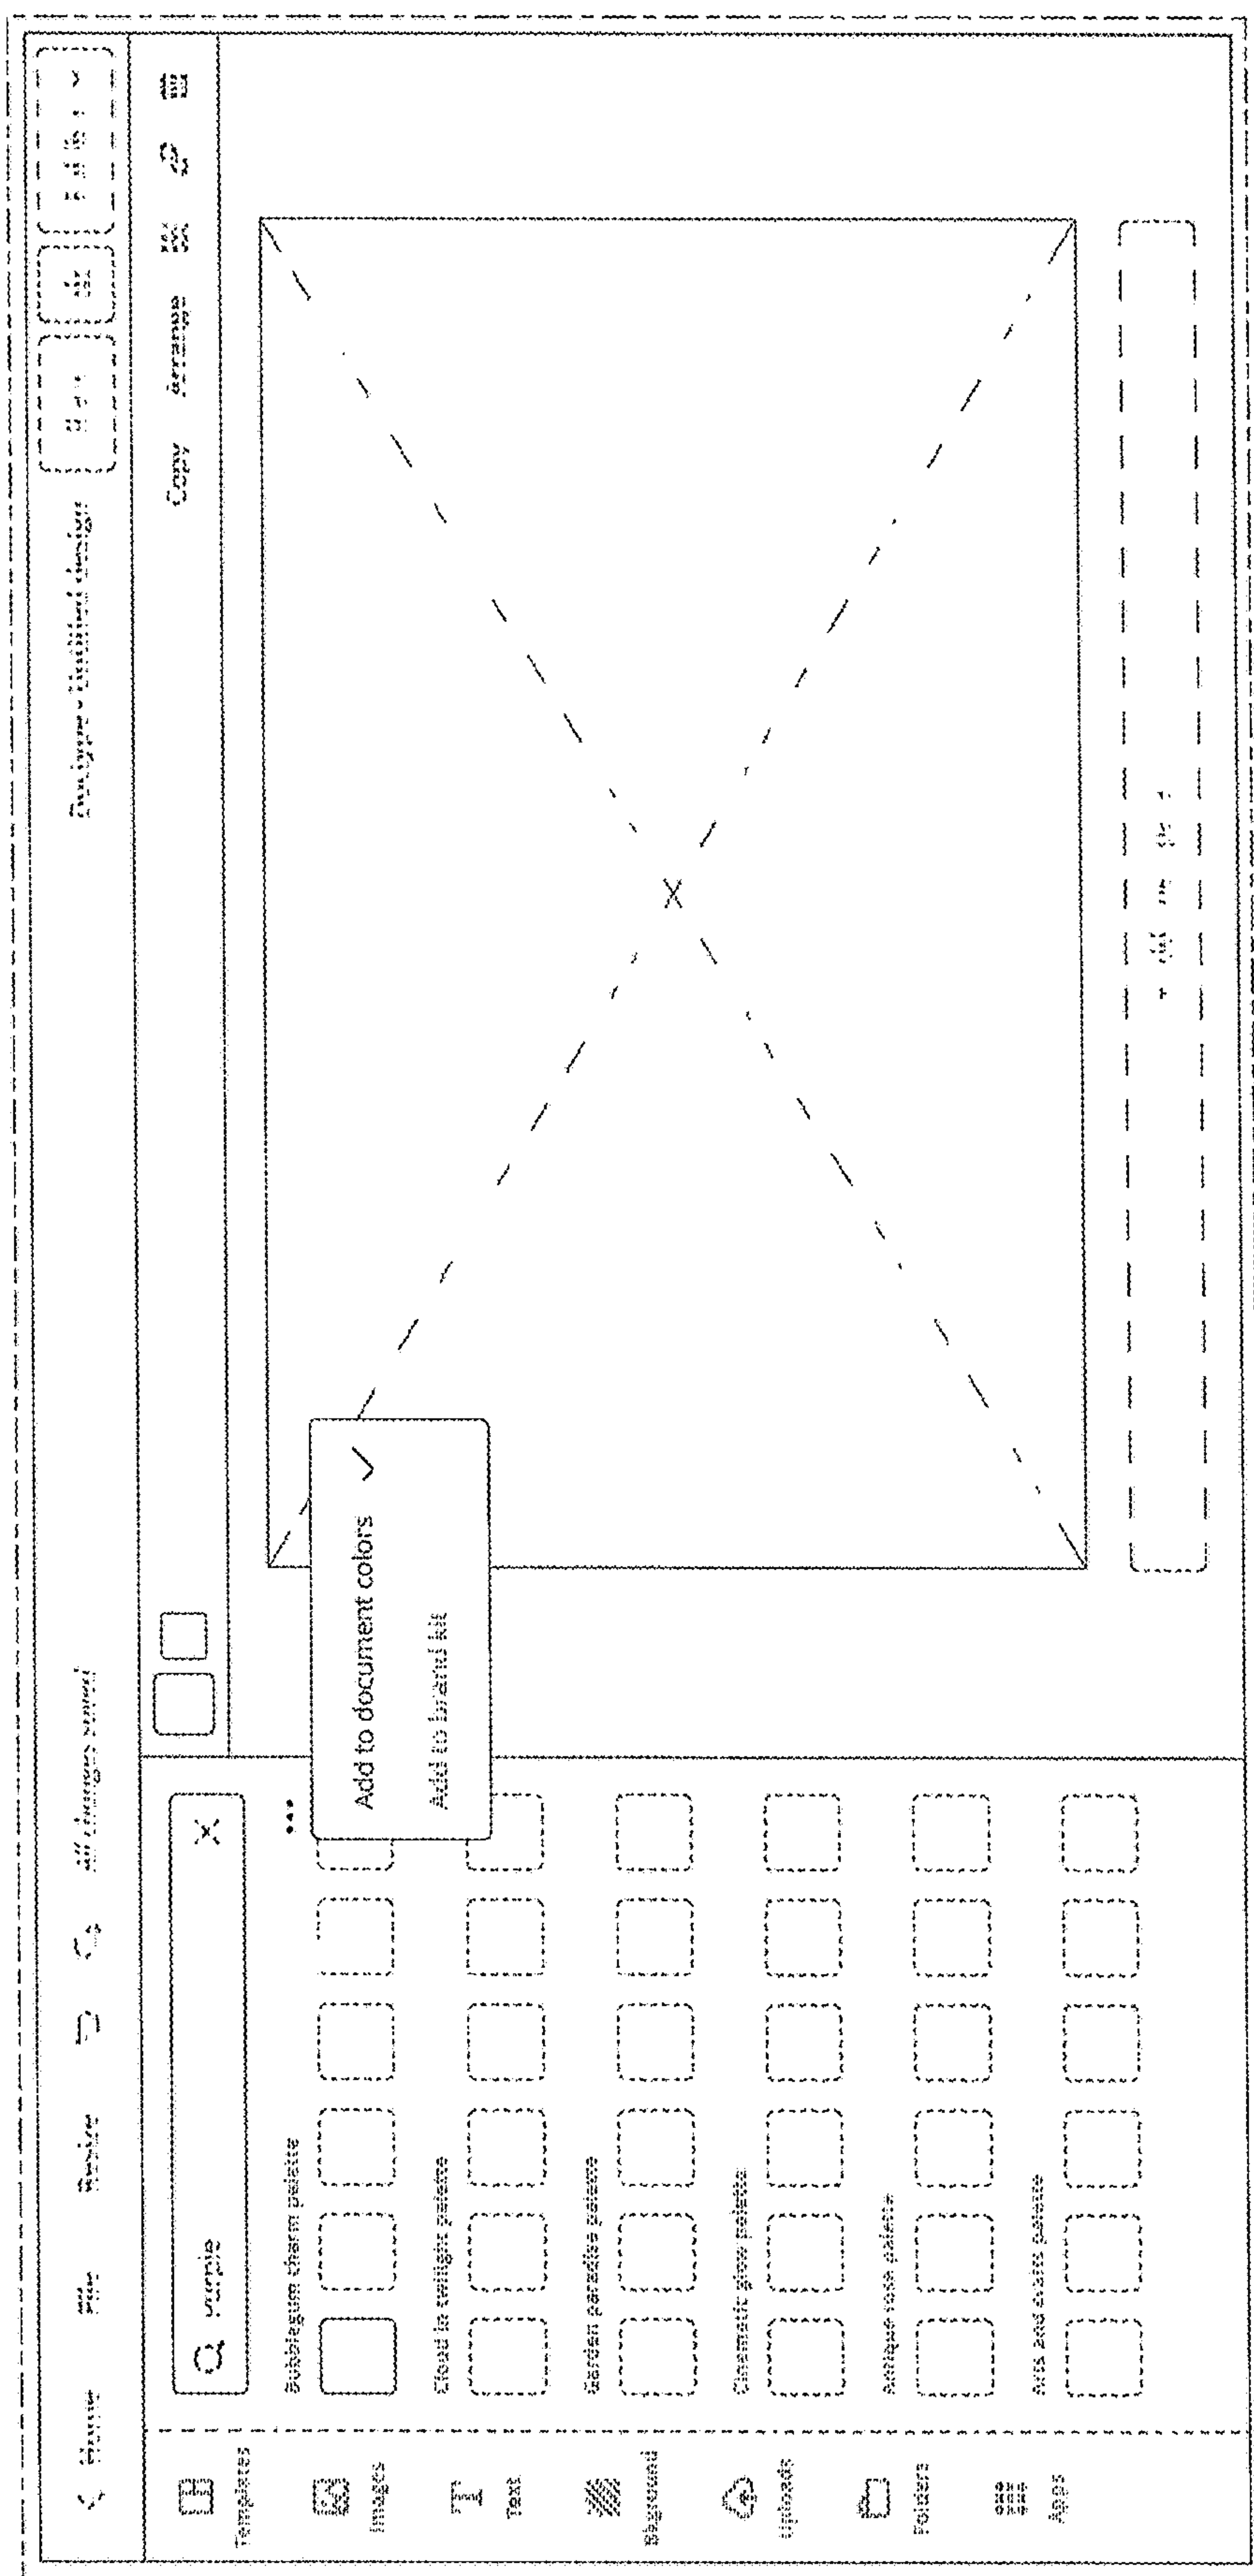 Home File Resize All changes saved Doctype • Untitled design
Copy Arrange
Purple
Templates
Images
Text
Bkground
Uploads
Folders
Apps
Bubblegum charm palette
Cloud in twilight palette
Garden paradise palette
Cinematic glow palette
Antique rose palette
Arts and crafts palette
Add to document colors
Add to brand kit